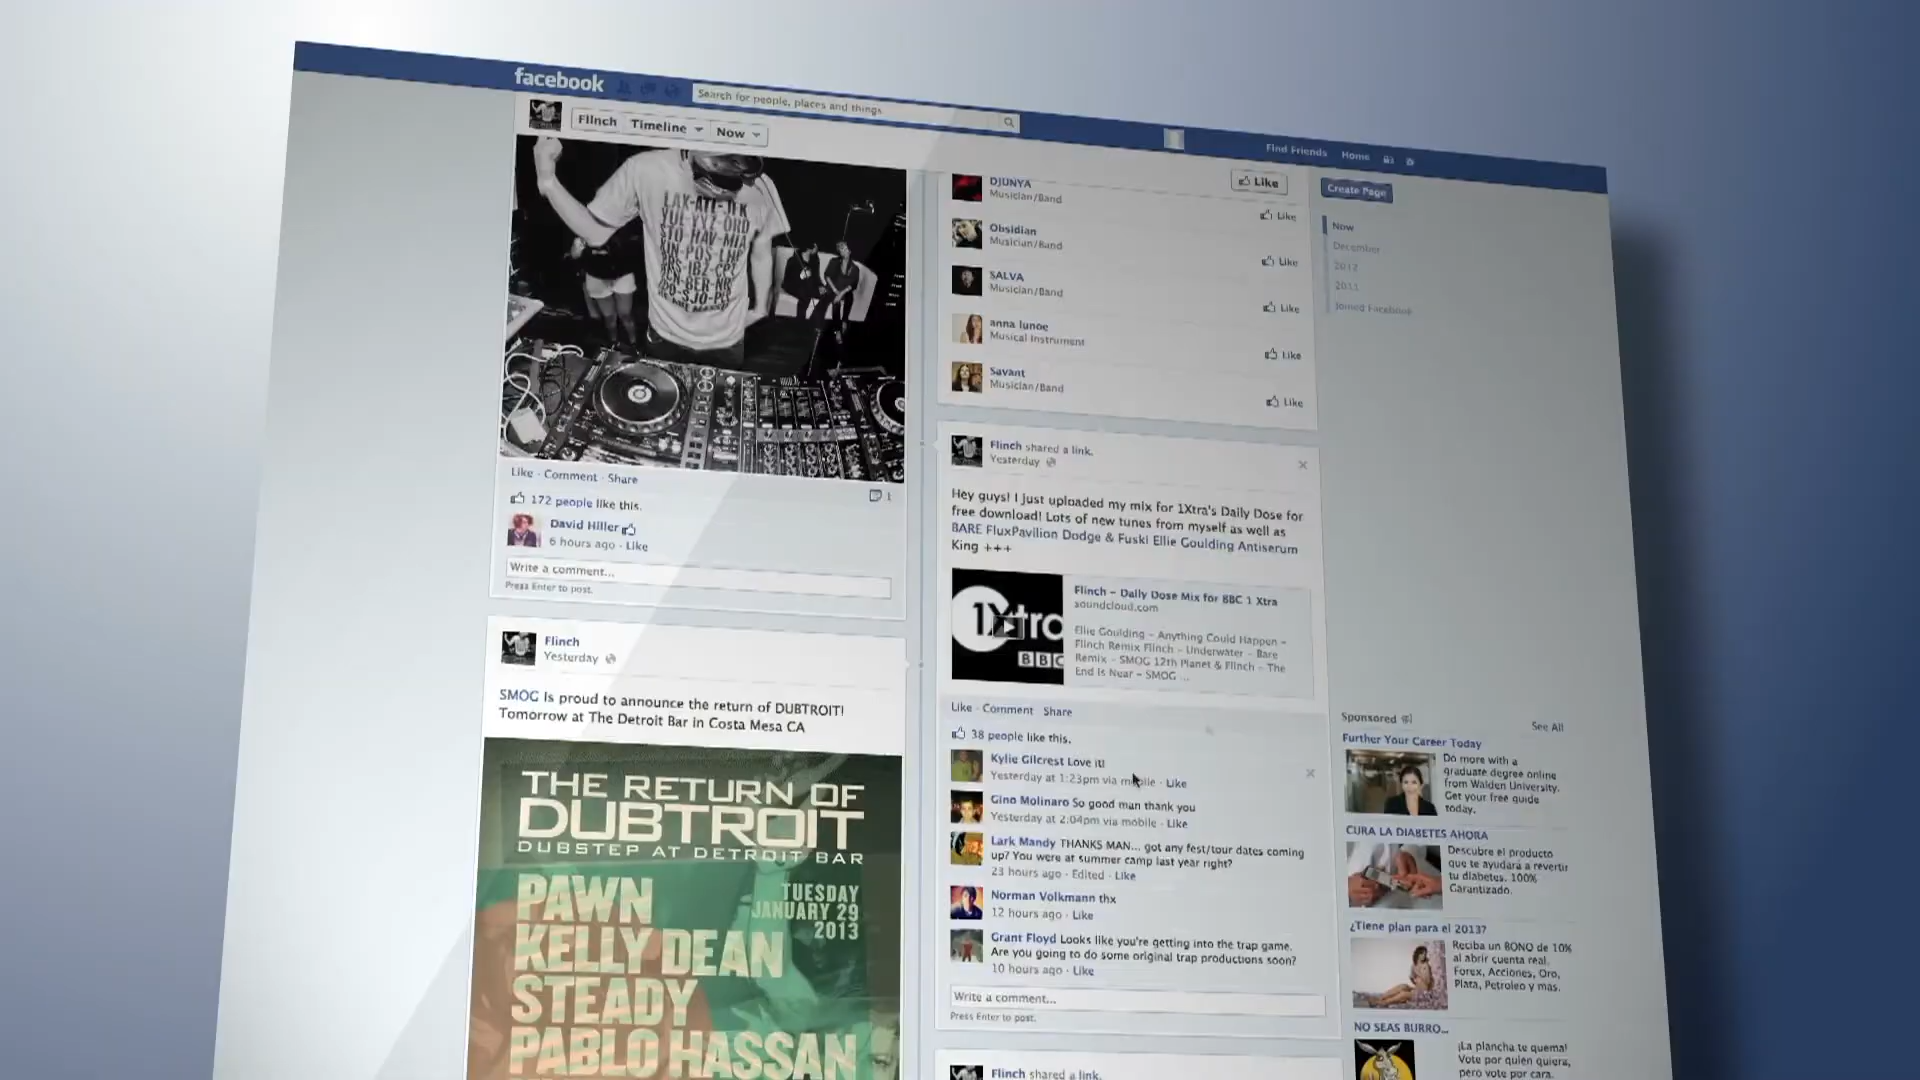 facebook
Search for people, places and things
Find Friends
Home
Flinch
Timeline
Now
Like · Comment · Share
1
172 people like this.
David Hiller
6 hours ago · Like
Write a comment...
Press Enter to post.
Flinch
Yesterday
SMOG is proud to announce the return of DUBTROIT!
Tomorrow at The Detroit Bar in Costa Mesa CA
THE RETURN OF
DUBTROIT
DUBSTEP AT DETROIT BAR
TUESDAY
JANUARY 29
2013
PAWN
KELLY DEAN
STEADY
PABLO HASSAN
Like
DJUNYA
Musician/Band
Like
Obsidian
Musician/Band
Like
SALVA
Musician/Band
Like
anna lunoe
Musical Instrument
Like
Savant
Musician/Band
Like
Flinch shared a link.
Yesterday
Hey guys! I just uploaded my mix for 1Xtra's Daily Dose for
free download! Lots of new tunes from myself as well as
BARE FluxPavilion Dodge & Fuski Ellie Goulding Antiserum
King +++
1Xtra
BBC
Flinch - Daily Dose Mix for BBC 1 Xtra
soundcloud.com
Ellie Goulding - Anything Could Happen -
Flinch Remix Flinch - Underwater - Bare
Remix - SMOG 12th Planet & Flinch - The
End Is Near - SMOG ...
Like · Comment · Share
38 people like this.
Kylie Gilcrest Love it!
Yesterday at 1:23pm via mobile · Like
Gino Molinaro So good man thank you
Yesterday at 2:04pm via mobile · Like
Lark Mandy THANKS MAN... got any fest/tour dates coming
up? You were at summer camp last year right?
23 hours ago · Edited · Like
Norman Volkmann thx
12 hours ago · Like
Grant Floyd Looks like you're getting into the trap game.
Are you going to do some original trap productions soon?
10 hours ago · Like
Write a comment...
Press Enter to post.
Flinch shared a link.
Create Page
Now
December
2012
2011
Joined Facebook
Sponsored
See All
Further Your Career Today
Do more with a
graduate degree online
from Walden University.
Get your free guide
today.
CURA LA DIABETES AHORA
Descubre el producto
que te ayudará a revertir
tu diabetes. 100%
Garantizado.
¿Tiene plan para el 2013?
Reciba un BONO de 10%
al abrir cuenta real.
Forex, Acciones, Oro,
Plata, Petroleo y mas.
NO SEAS BURRO...
¡La plancha te quema!
Vote por quien quiera,
pero vote por cara.